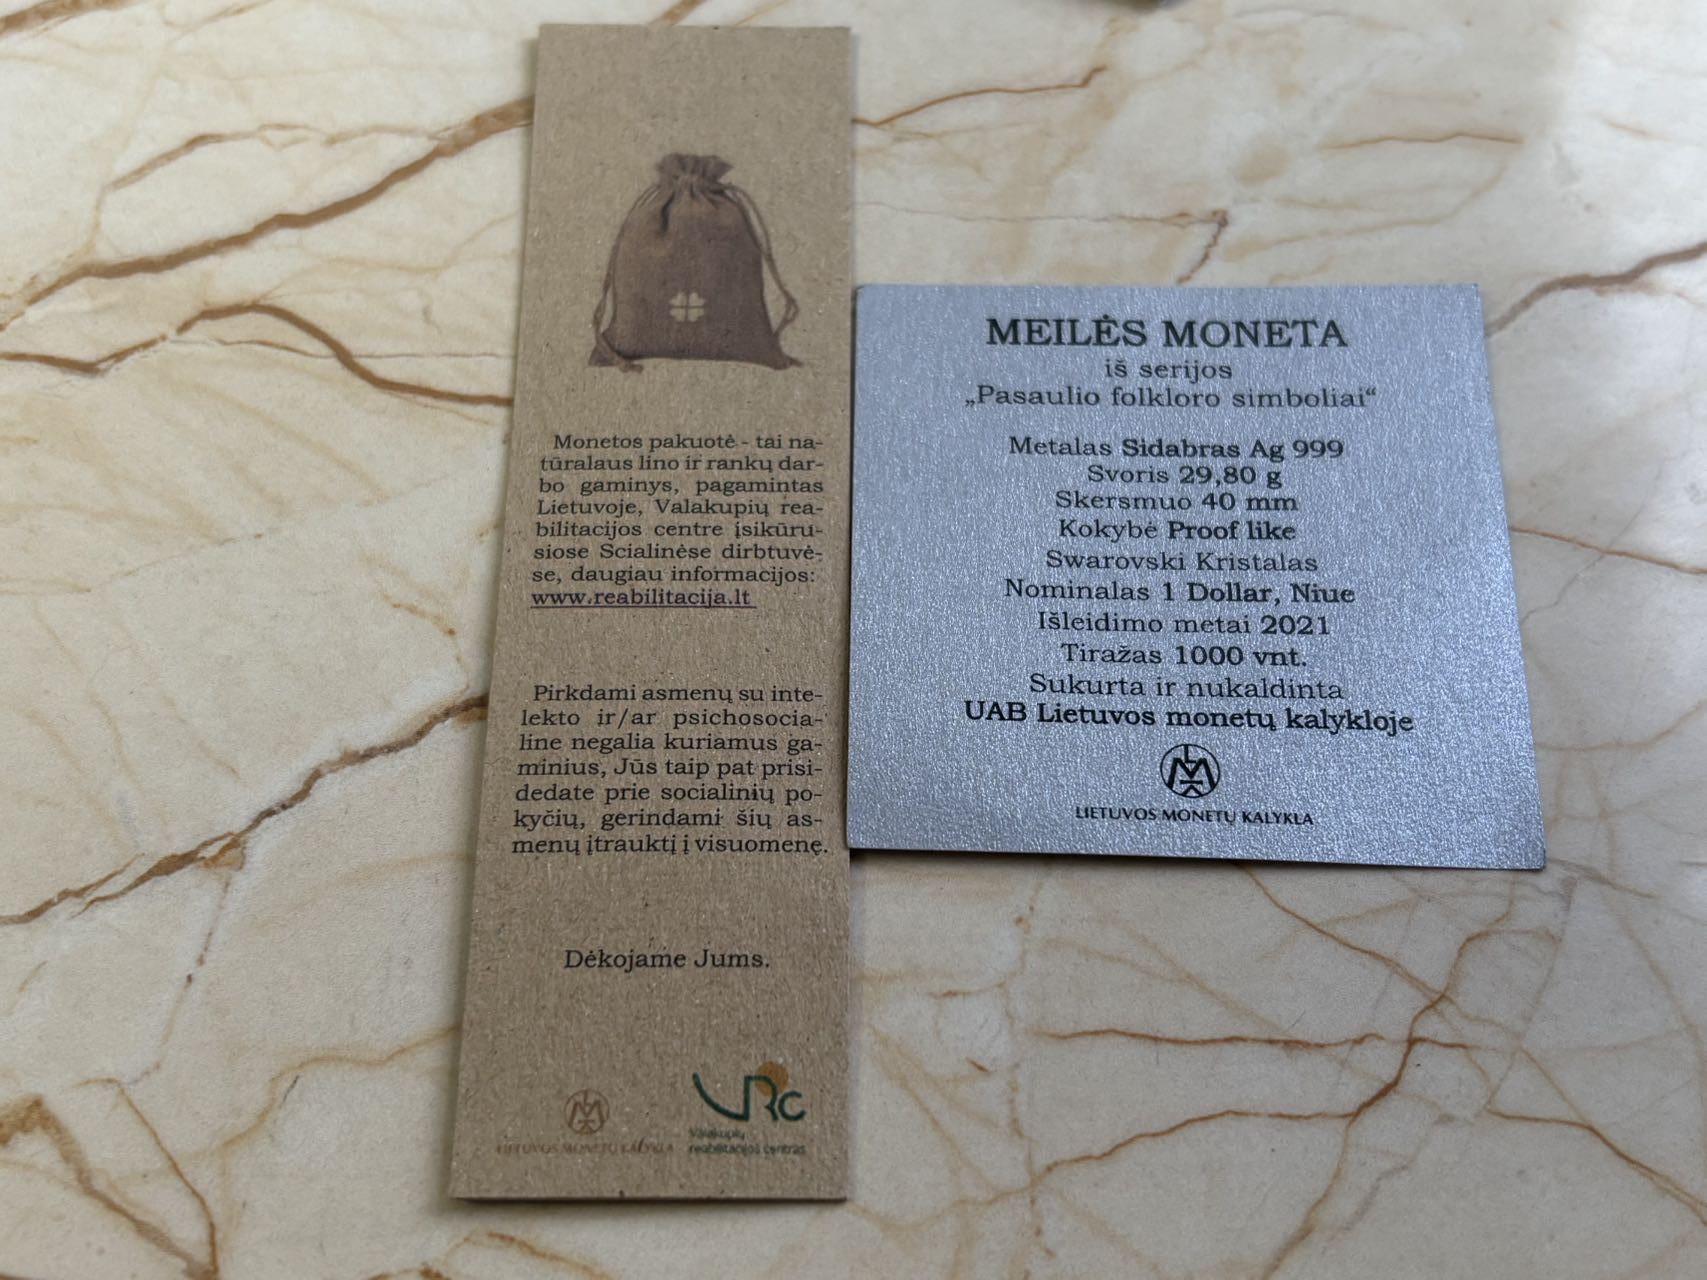 Monetos pakuotė - tai na-
tūralaus lino ir rankų dar-
bo gaminys, pagamintas
Lietuvoje, Valakupių rea-
bilitacijos centre įsikūru-
siose Scialinėse dirbtuvė-
se, daugiau informacijos:
www.reabilitacija.lt
Pirkdami asmenų su inte-
lekto ir/ar psichosocia-
line negalia kuriamus ga-
minius, Jūs taip pat prisi-
dedate prie socialinių po-
kyčių, gerindami šių as-
menų įtrauktį į visuomenę.
Dėkojame Jums.
LIETUVOS MONETŲ KALYKLA
VRC
Valakupių
reabilitacijos centras
MEILĖS MONETA
iš serijos
„Pasaulio folkloro simboliai“
Metalas Sidabras Ag 999
Svoris 29,80 g
Skersmuo 40 mm
Kokybė Proof like
Swarovski Kristalas
Nominalas 1 Dollar, Niue
Išleidimo metai 2021
Tiražas 1000 vnt.
Sukurta ir nukaldinta
UAB Lietuvos monetų kalykloje
LIETUVOS MONETŲ KALYKLA